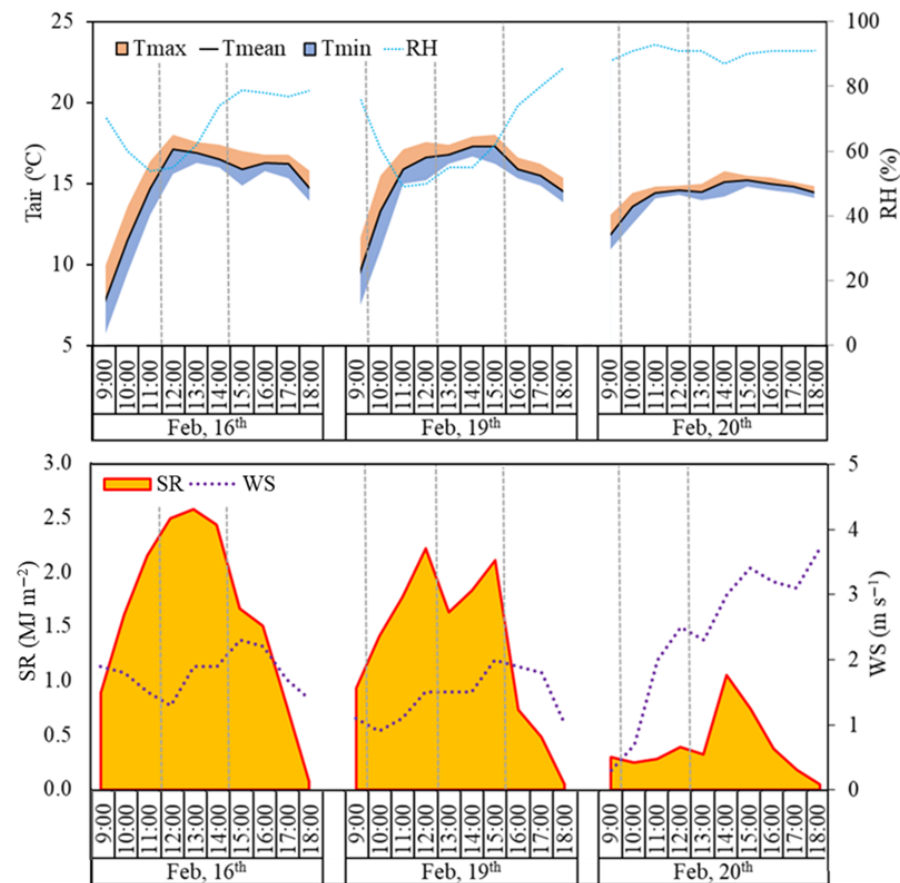 25 100
Tmax Tmean Tmin RH
20 80
15 60
40
10 20
5 0
Tair (ºC)
RH (%)
9:00 10:00 11:00 12:00 13:00 14:00 15:00 16:00 17:00 18:00 9:00 10:00 11:00 12:00 13:00 14:00 15:00 16:00 17:00 18:00 9:00 10:00 11:00 12:00 13:00 14:00 15:00 16:00 17:00 18:00
Feb, 16th Feb, 19th Feb, 20th
3.0 5
SR WS
2.5 4
2.0 3
1.5
1.0 2
0.5 1
0.0 0
SR (MJ m−2)
WS (m s−1)
9:00 10:00 11:00 12:00 13:00 14:00 15:00 16:00 17:00 18:00 9:00 10:00 11:00 12:00 13:00 14:00 15:00 16:00 17:00 18:00 9:00 10:00 11:00 12:00 13:00 14:00 15:00 16:00 17:00 18:00
Feb, 16th Feb, 19th Feb, 20th